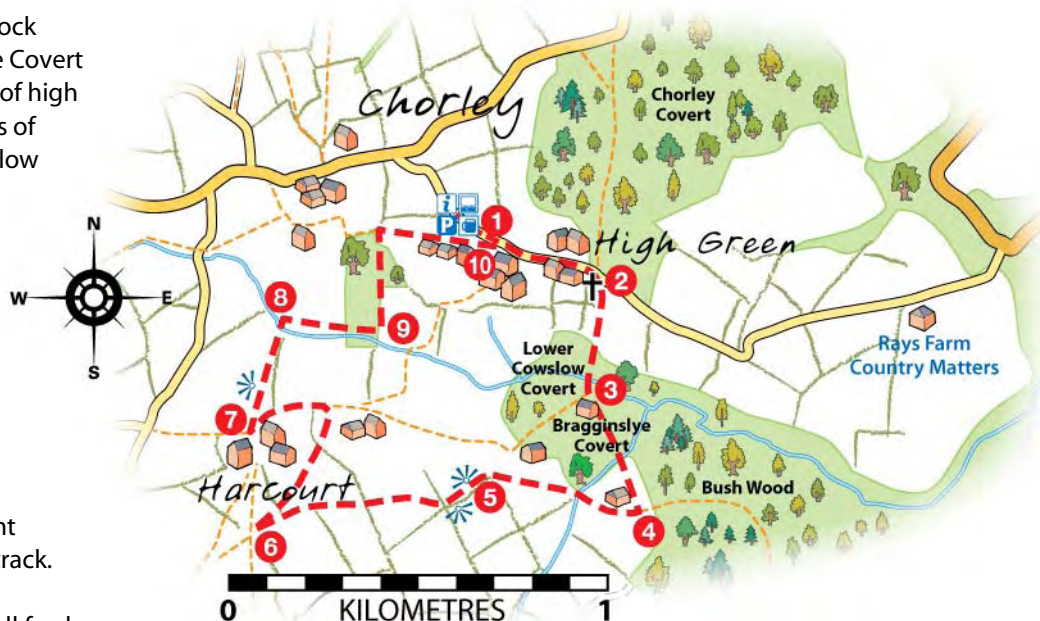 ock
e Covert
of high
s of
low
nt
rack.
Chorley
Chorley
Covert
N
W
E
S
i
P
1
10
High Green
2
8
9
Lower
Cowslow
Covert
3
Rays Farm
Country Matters
7
Bragginslye
Covert
Harcourt
5
Bush Wood
4
6
0
KILOMETRES
1